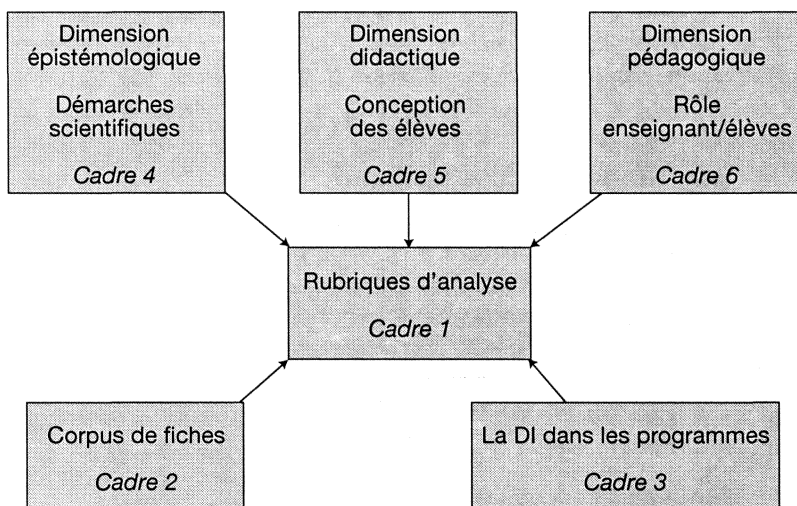 Dimension
épistémologique
Démarches
scientifiques
Cadre 4
Dimension
didactique
Conception
des élèves
Cadre 5
Dimension
pédagogique
Rôle
enseignant/élèves
Cadre 6
Rubriques d'analyse
Cadre 1
Corpus de fiches
Cadre 2
La DI dans les programmes
Cadre 3